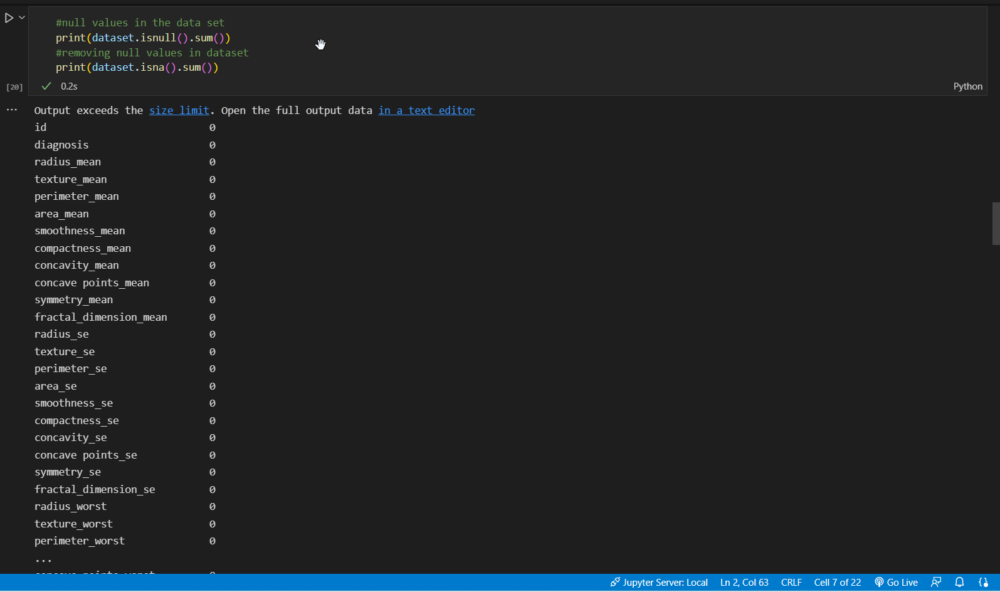 #null values in the data set
print(dataset.isnull().sum())
#removing null values in dataset
print(dataset.isna().sum())
[20] 0.2s Python
... Output exceeds the size limit. Open the full output data in a text editor
id 0
diagnosis 0
radius_mean 0
texture_mean 0
perimeter_mean 0
area_mean 0
smoothness_mean 0
compactness_mean 0
concavity_mean 0
concave points_mean 0
symmetry_mean 0
fractal_dimension_mean 0
radius_se 0
texture_se 0
perimeter_se 0
area_se 0
smoothness_se 0
compactness_se 0
concavity_se 0
concave points_se 0
symmetry_se 0
fractal_dimension_se 0
radius_worst 0
texture_worst 0
perimeter_worst 0
...
concave points_worst 0
Jupyter Server: Local Ln 2, Col 63 CRLF Cell 7 of 22 Go Live